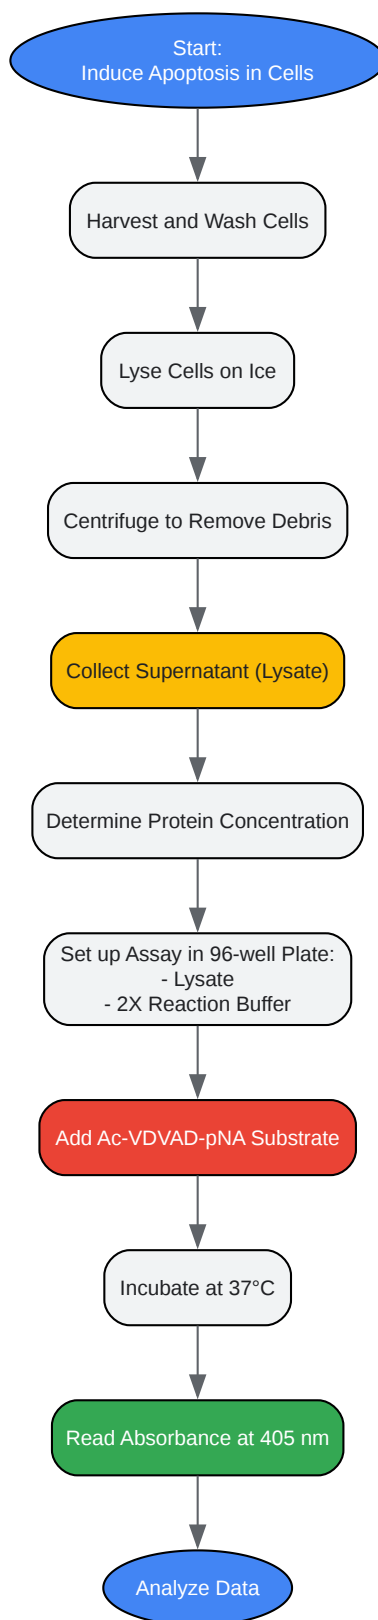 Start:
Induce Apoptosis in Cells
Harvest and Wash Cells
Lyse Cells on Ice
Centrifuge to Remove Debris
Collect Supernatant (Lysate)
Determine Protein Concentration
Set up Assay in 96-well Plate:
- Lysate
- 2X Reaction Buffer
Add Ac-VDVAD-pNA Substrate
Incubate at 37°C
Read Absorbance at 405 nm
Analyze Data